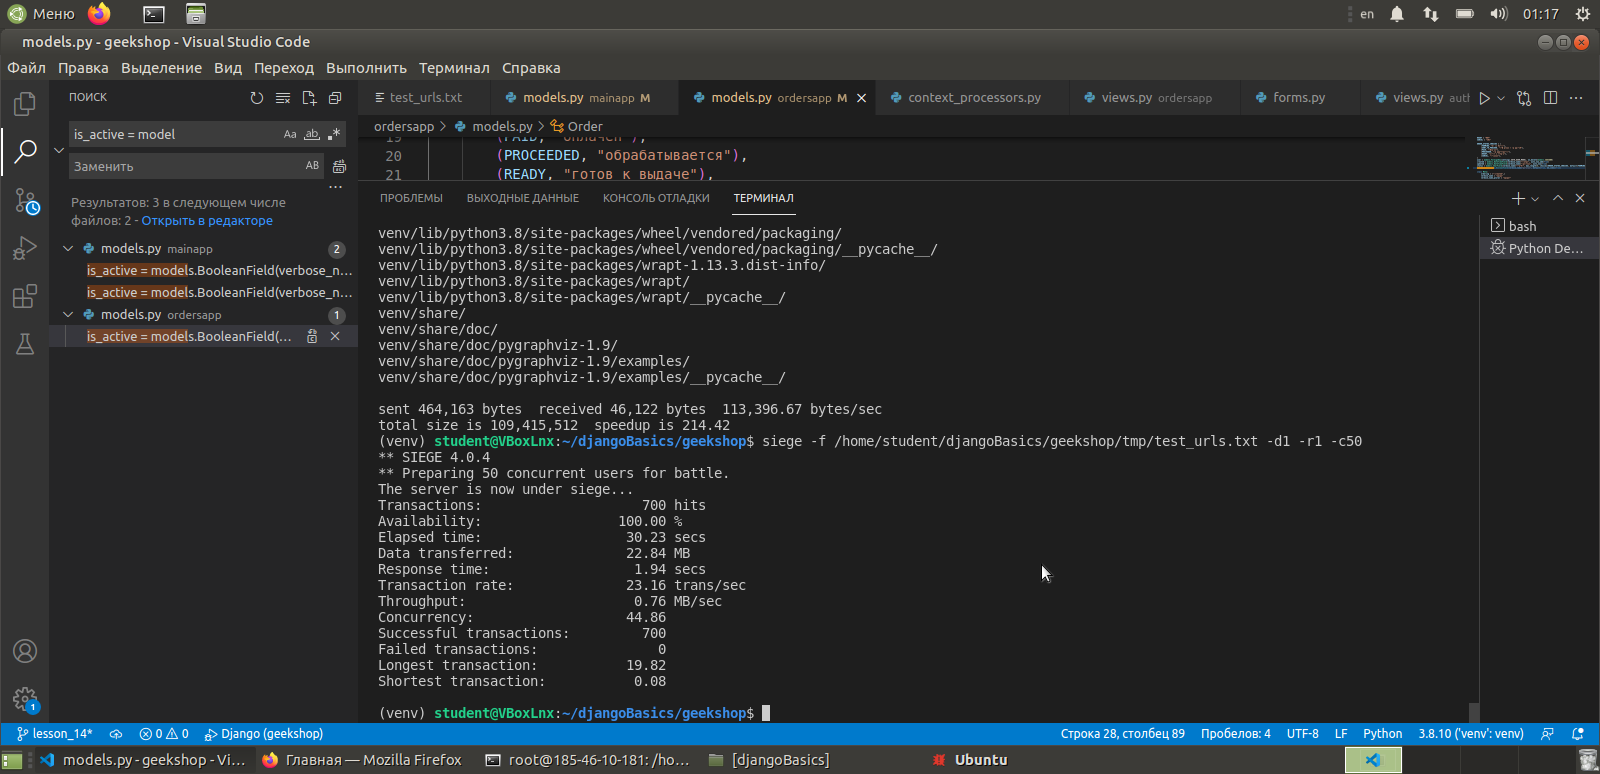 Меню
en
01:17
models.py - geekshop - Visual Studio Code
Файл Правка Выделение Вид Переход Выполнить Терминал Справка
ПОИСК
test_urls.txt
models.py mainapp M
models.py ordersapp M
context_processors.py
views.py ordersapp
forms.py
views.py auth
is_active = model
Aa ab
Заменить
AB
Результатов: 3 в следующем числе
файлов: 2 - Открыть в редакторе
models.py mainapp 2
is_active = models.BooleanField(verbose_n...
is_active = models.BooleanField(verbose_n...
models.py ordersapp 1
is_active = models.BooleanField(...
ordersapp > models.py > Order
19 (PAID, "оплачен"),
20 (PROCEEDED, "обрабатывается"),
21 (READY, "готов к выдаче"),
ПРОБЛЕМЫ ВЫХОДНЫЕ ДАННЫЕ КОНСОЛЬ ОТЛАДКИ ТЕРМИНАЛ
bash
Python De...
venv/lib/python3.8/site-packages/wheel/vendored/packaging/
venv/lib/python3.8/site-packages/wheel/vendored/packaging/__pycache__/
venv/lib/python3.8/site-packages/wrapt-1.13.3.dist-info/
venv/lib/python3.8/site-packages/wrapt/
venv/lib/python3.8/site-packages/wrapt/__pycache__/
venv/share/
venv/share/doc/
venv/share/doc/pygraphviz-1.9/
venv/share/doc/pygraphviz-1.9/examples/
venv/share/doc/pygraphviz-1.9/examples/__pycache__/
sent 464,163 bytes received 46,122 bytes 113,396.67 bytes/sec
total size is 109,415,512 speedup is 214.42
(venv) student@VBoxLnx:~/djangoBasics/geekshop$ siege -f /home/student/djangoBasics/geekshop/tmp/test_urls.txt -d1 -r1 -c50
** SIEGE 4.0.4
** Preparing 50 concurrent users for battle.
The server is now under siege...
Transactions: 700 hits
Availability: 100.00 %
Elapsed time: 30.23 secs
Data transferred: 22.84 MB
Response time: 1.94 secs
Transaction rate: 23.16 trans/sec
Throughput: 0.76 MB/sec
Concurrency: 44.86
Successful transactions: 700
Failed transactions: 0
Longest transaction: 19.82
Shortest transaction: 0.08
(venv) student@VBoxLnx:~/djangoBasics/geekshop$
1
lesson_14* 0 0 Django (geekshop)
Строка 28, столбец 89 Пробелов: 4 UTF-8 LF Python 3.8.10 ('venv': venv)
models.py - geekshop - Vi...
Главная — Mozilla Firefox
root@185-46-10-181: /ho...
[djangoBasics]
Ubuntu